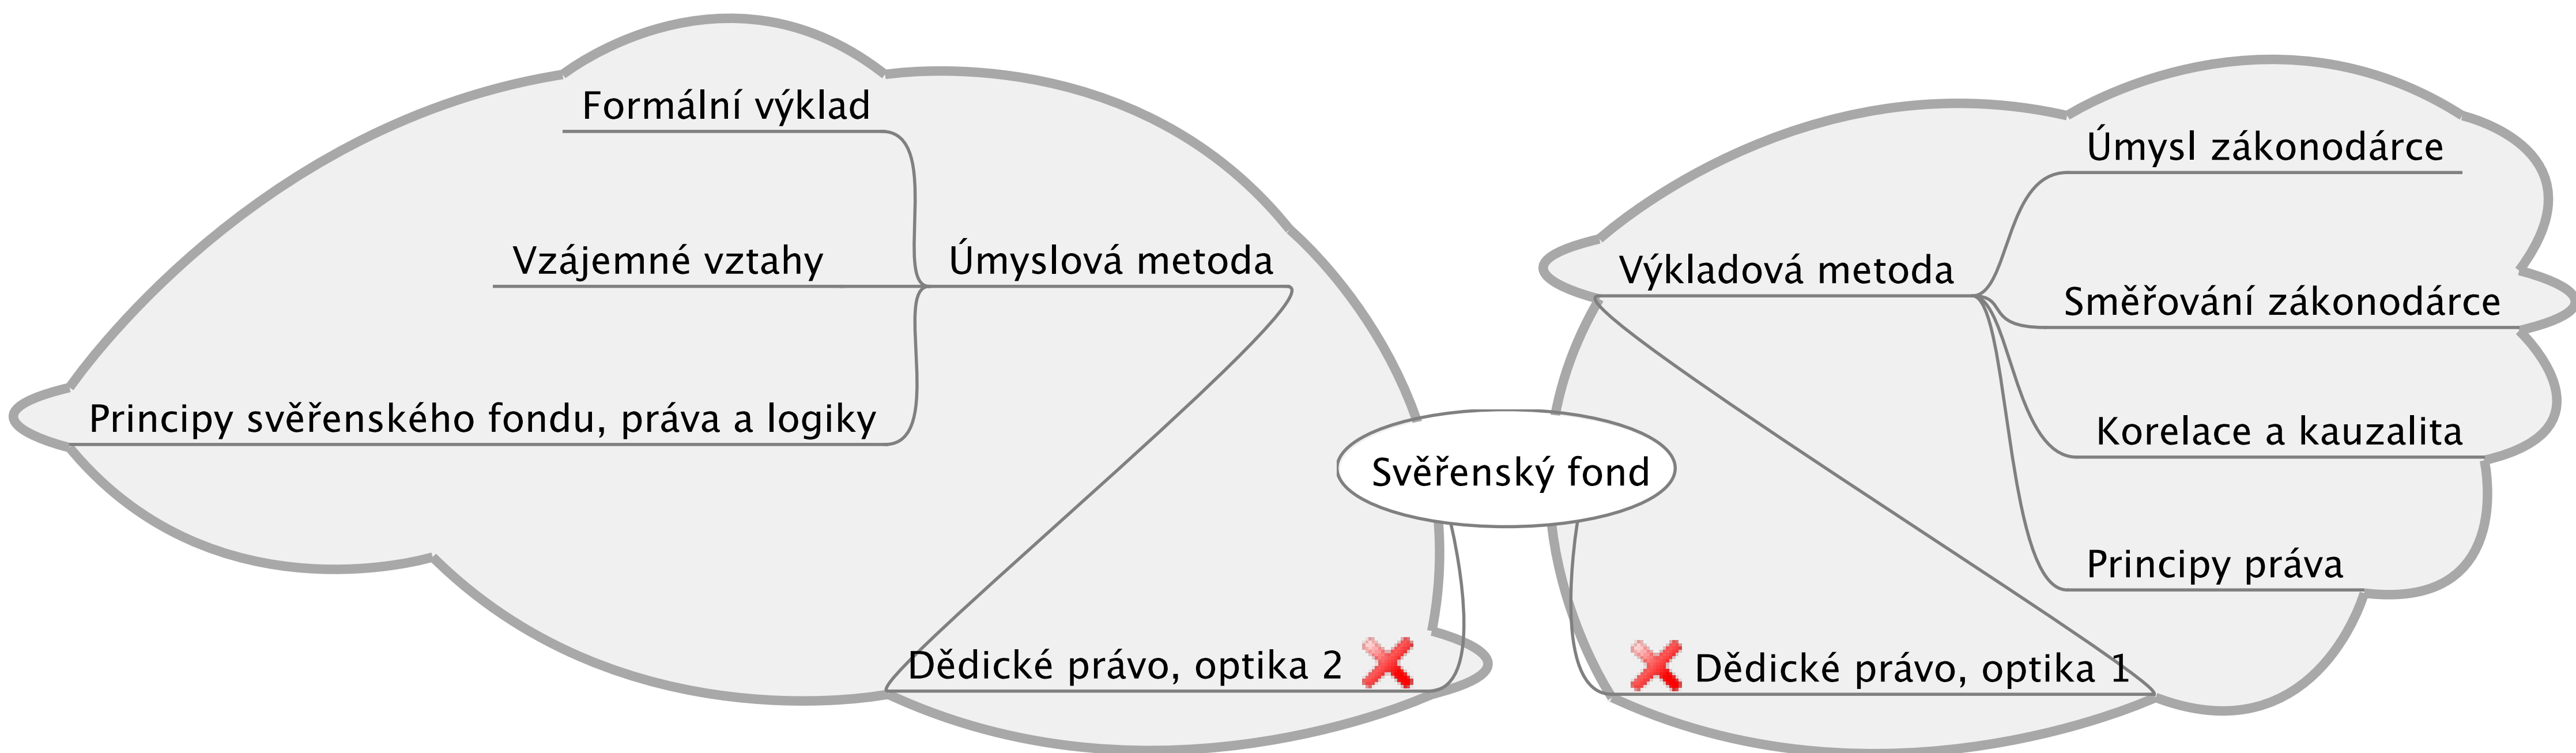 Formální výklad
Vzájemné vztahy
Úmyslová metoda
Principy svěřenského fondu, práva a logiky
Dědické právo, optika 2
Svěřenský fond
Úmysl zákonodárce
Výkladová metoda
Směřování zákonodárce
Korelace a kauzalita
Principy práva
Dědické právo, optika 1